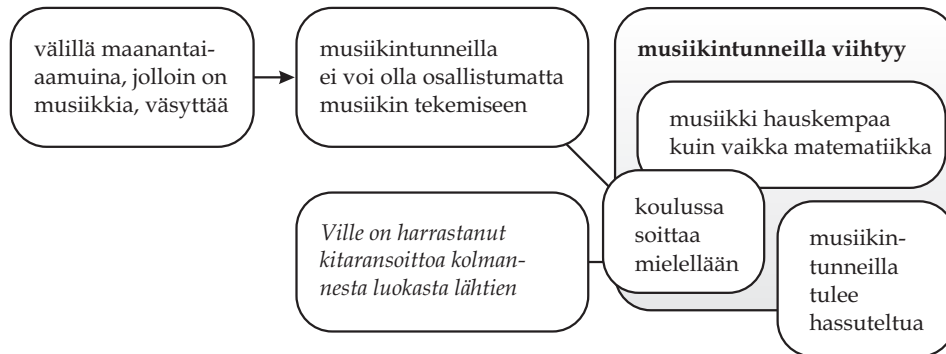 välillä maanantai-
aamuina, jolloin on
musiikkia, väsyttää
musiikintunneilla
ei voi olla osallistumatta
musiikin tekemiseen
musiikintunneilla viihtyy
musiikki hauskempaa
kuin vaikka matematiikka
Ville on harrastanut
kitaransoittoa kolman-
nesta luokasta lähtien
koulussa
soittaa
mielellään
musiikin-
tunneilla
tulee
hassuteltua